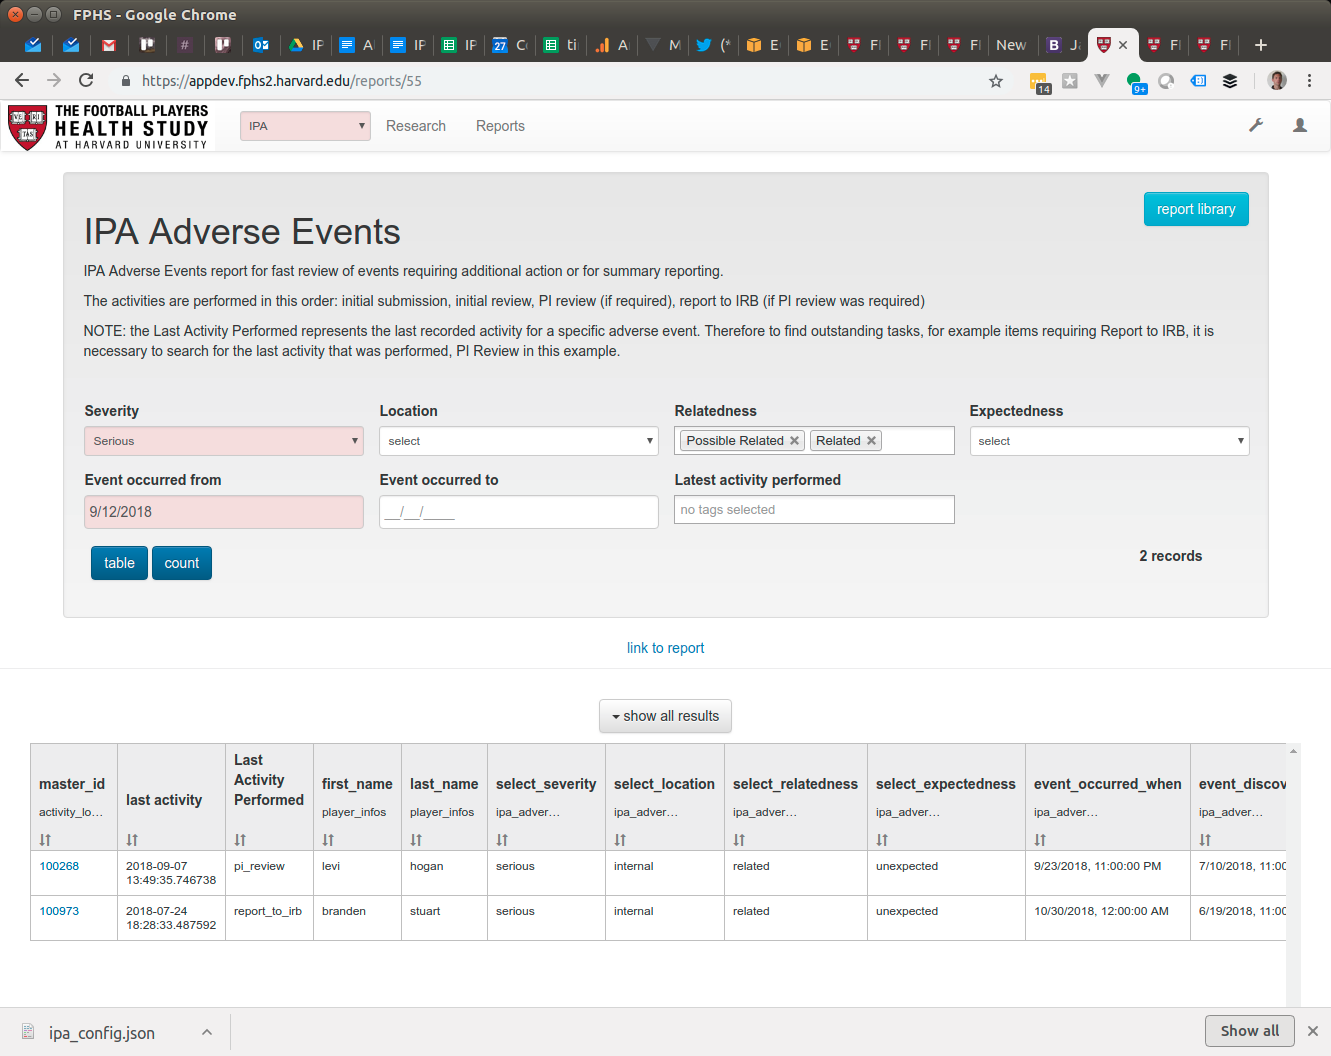 FPHS - Google Chrome
IP
A
IP
IP
27
Co
ti
A
M
(*
E
E
FI
FI
FI
New
B
Ja
FI
FI
https://appdev.fphs2.harvard.edu/reports/55
14
9+
VE RI TAS
THE FOOTBALL PLAYERS
HEALTH STUDY
AT HARVARD UNIVERSITY
IPA
Research
Reports
report library
IPA Adverse Events
IPA Adverse Events report for fast review of events requiring additional action or for summary reporting.
The activities are performed in this order: initial submission, initial review, PI review (if required), report to IRB (if PI review was required)
NOTE: the Last Activity Performed represents the last recorded activity for a specific adverse event. Therefore to find outstanding tasks, for example items requiring Report to IRB, it is
necessary to search for the last activity that was performed, PI Review in this example.
Severity Location Relatedness Expectedness
Serious select Possible Related Related select
Event occurred from Event occurred to Latest activity performed
9/12/2018 __/__/____ no tags selected
table count 2 records
link to report
show all results
master_id last activity Last Activity Performed first_name last_name select_severity select_location select_relatedness select_expectedness event_occurred_when event_discov
activity_lo... player_infos player_infos ipa_adver... ipa_adver... ipa_adver... ipa_adver... ipa_adver... ipa_adver...
100268 2018-09-07 13:49:35.746738 pi_review levi hogan serious internal related unexpected 9/23/2018, 11:00:00 PM 7/10/2018, 11:00
100973 2018-07-24 18:28:33.487592 report_to_irb branden stuart serious internal related unexpected 10/30/2018, 12:00:00 AM 6/19/2018, 11:00
ipa_config.json
Show all